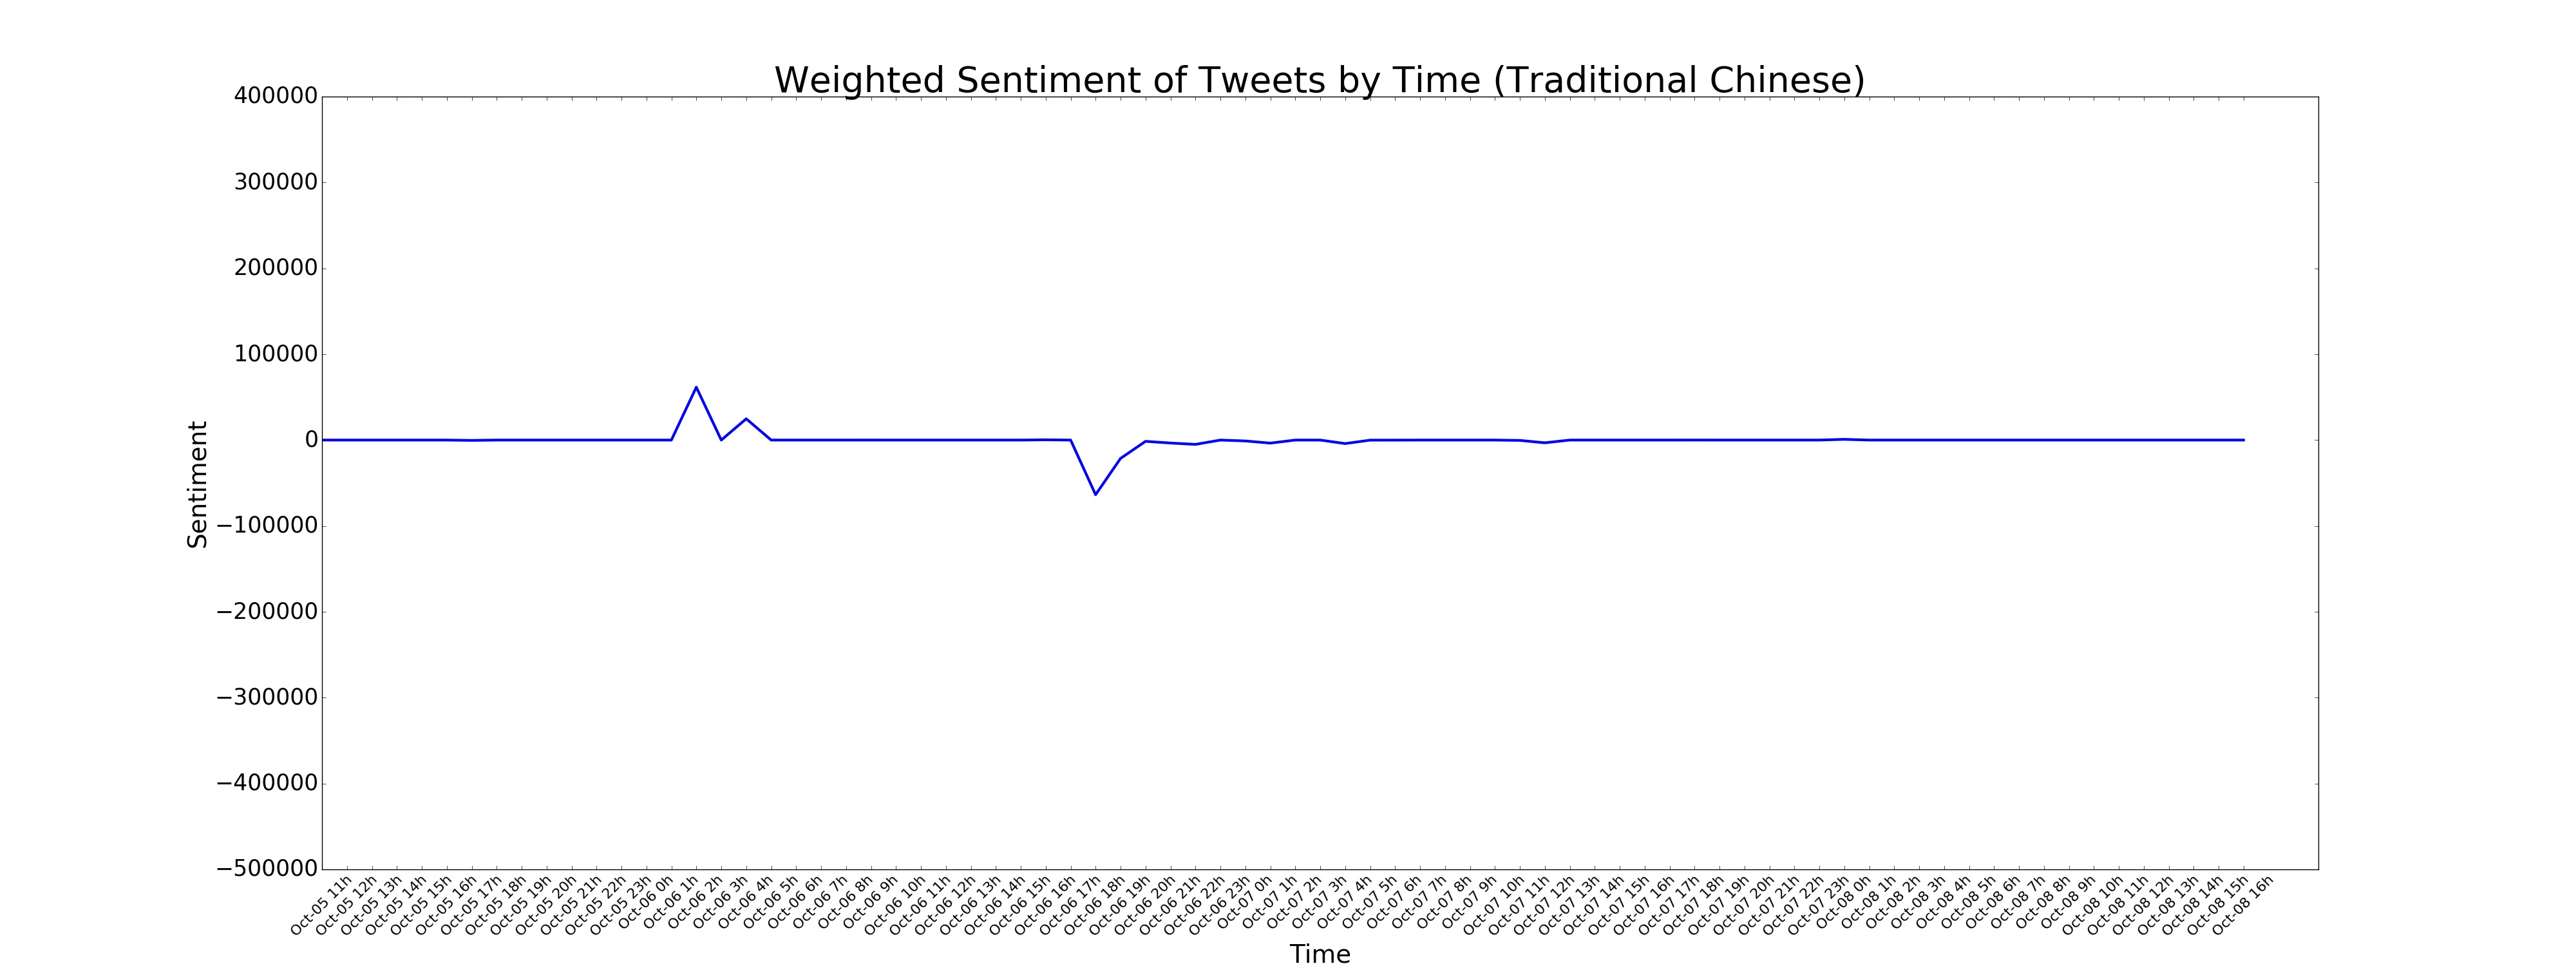 Weighted Sentiment of Tweets by Time (Traditional Chinese)
400000
300000
200000
100000
0
−100000
−200000
−300000
−400000
−500000
Sentiment
Oct-05 11h
Oct-05 12h
Oct-05 13h
Oct-05 14h
Oct-05 15h
Oct-05 16h
Oct-05 17h
Oct-05 18h
Oct-05 19h
Oct-05 20h
Oct-05 21h
Oct-05 22h
Oct-05 23h
Oct-06 0h
Oct-06 1h
Oct-06 2h
Oct-06 3h
Oct-06 4h
Oct-06 5h
Oct-06 6h
Oct-06 7h
Oct-06 8h
Oct-06 9h
Oct-06 10h
Oct-06 11h
Oct-06 12h
Oct-06 13h
Oct-06 14h
Oct-06 15h
Oct-06 16h
Oct-06 17h
Oct-06 18h
Oct-06 19h
Oct-06 20h
Oct-06 21h
Oct-06 22h
Oct-06 23h
Oct-07 0h
Oct-07 1h
Oct-07 2h
Oct-07 3h
Oct-07 4h
Oct-07 5h
Oct-07 6h
Oct-07 7h
Oct-07 8h
Oct-07 9h
Oct-07 10h
Oct-07 11h
Oct-07 12h
Oct-07 13h
Oct-07 14h
Oct-07 15h
Oct-07 16h
Oct-07 17h
Oct-07 18h
Oct-07 19h
Oct-07 20h
Oct-07 21h
Oct-07 22h
Oct-07 23h
Oct-08 0h
Oct-08 1h
Oct-08 2h
Oct-08 3h
Oct-08 4h
Oct-08 5h
Oct-08 6h
Oct-08 7h
Oct-08 8h
Oct-08 9h
Oct-08 10h
Oct-08 11h
Oct-08 12h
Oct-08 13h
Oct-08 14h
Oct-08 15h
Oct-08 16h
Time